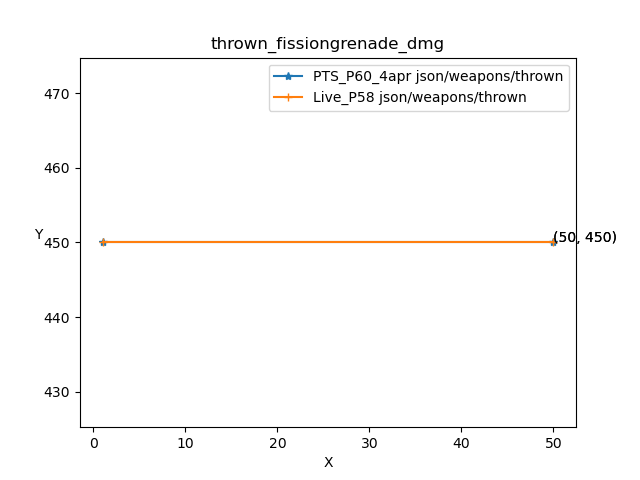 thrown_fissiongrenade_dmg
PTS_P60_4apr json/weapons/thrown
Live_P58 json/weapons/thrown
470
460
450
440
430
Y
(50, 450)
0 10 20 30 40 50
X